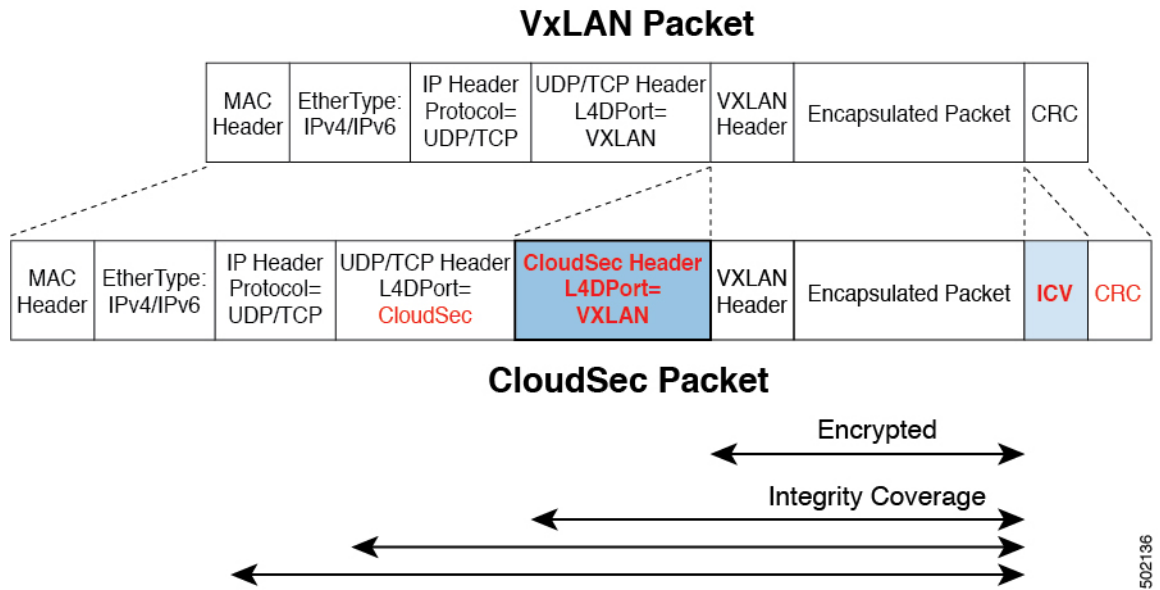 VxLAN Packet
MAC
Header
EtherType:
IPv4/IPv6
IP Header
Protocol=
UDP/TCP
UDP/TCP Header
L4DPort=
VXLAN
VXLAN
Header
Encapsulated Packet
CRC
MAC
Header
EtherType:
IPv4/IPv6
IP Header
Protocol=
UDP/TCP
UDP/TCP Header
L4DPort=
CloudSec
CloudSec Header
L4DPort=
VXLAN
VXLAN
Header
Encapsulated Packet
ICV
CRC
CloudSec Packet
Encrypted
Integrity Coverage
502136